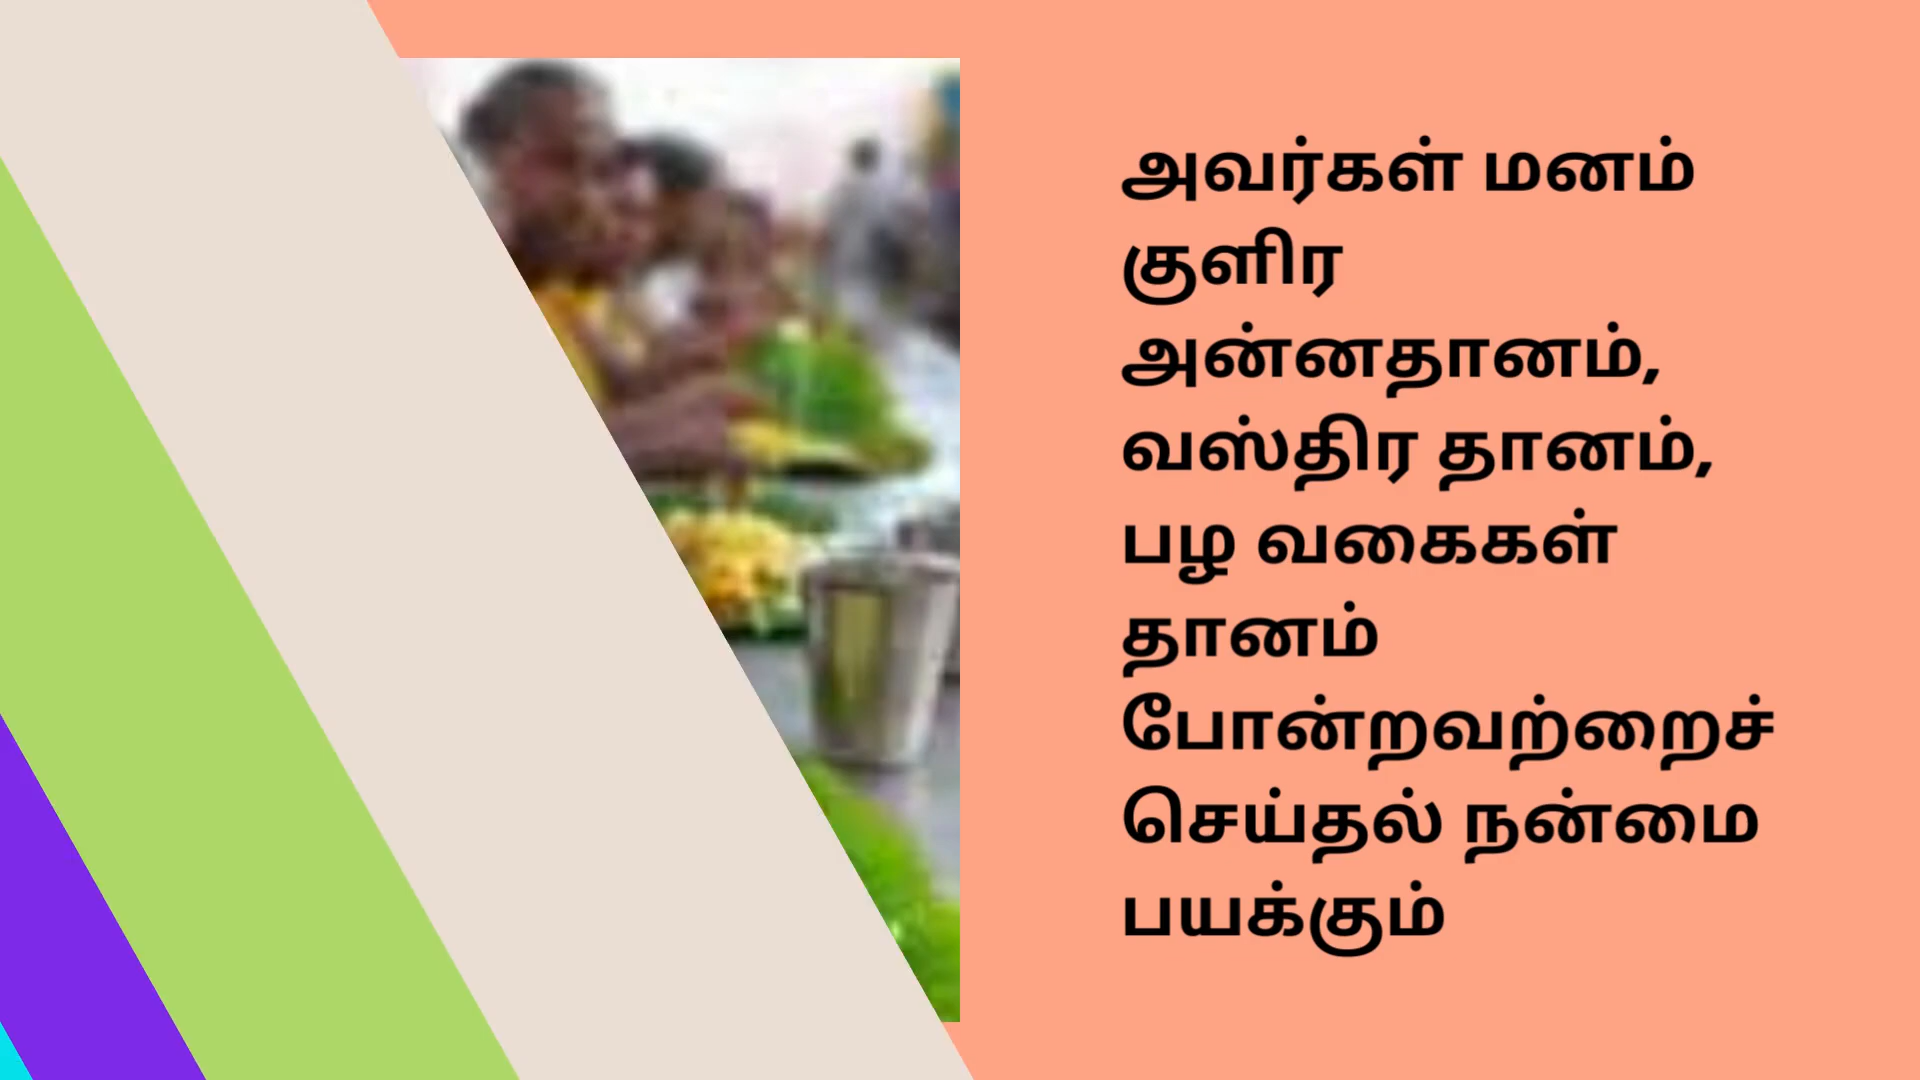 அவர்கள் மனம்
குளிர
அன்னதானம்,
வஸ்திர தானம்,
பழ வகைகள்
தானம்
போன்றவற்றைச்
செய்தல் நன்மை
பயக்கும்